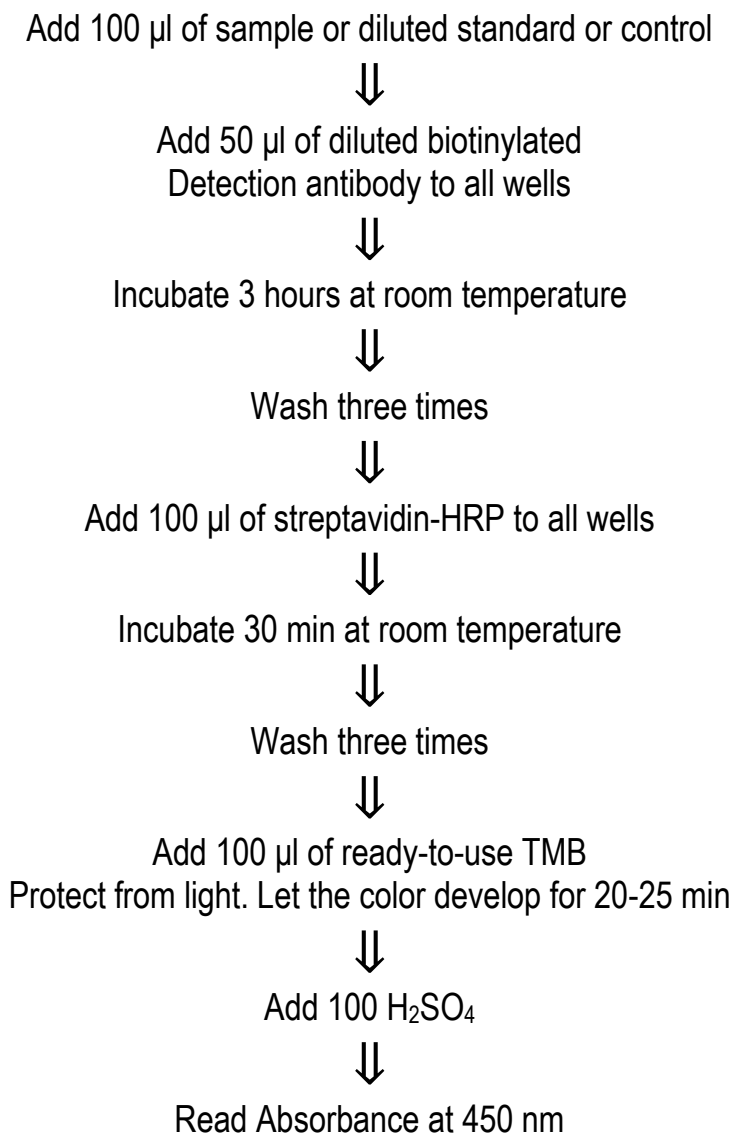 Add 100 µl of sample or diluted standard or control
⇓
Add 50 µl of diluted biotinylated
Detection antibody to all wells
⇓
Incubate 3 hours at room temperature
⇓
Wash three times
⇓
Add 100 µl of streptavidin-HRP to all wells
⇓
Incubate 30 min at room temperature
⇓
Wash three times
⇓
Add 100 µl of ready-to-use TMB
Protect from light. Let the color develop for 20-25 min
⇓
Add 100 H₂SO₄
⇓
Read Absorbance at 450 nm